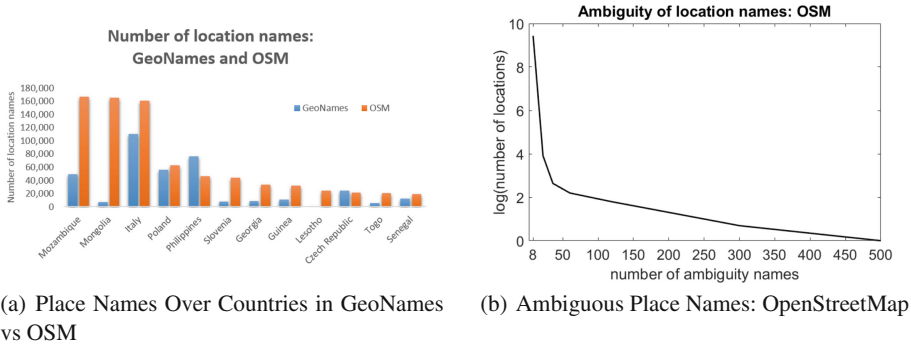 Number of location names:
GeoNames and OSM
Number of location names
180,000
160,000
140,000
120,000
100,000
80,000
60,000
40,000
20,000
0
GeoNames
OSM
Mozambique
Mongolia
Italy
Poland
Philippines
Slovenia
Georgia
Guinea
Lesotho
Czech Republic
Togo
Senegal
(a) Place Names Over Countries in GeoNames
vs OSM
Ambiguity of location names: OSM
log(number of locations)
10
8
6
4
2
0
8 50 100 150 200 250 300 350 400 450 500
number of ambiguity names
(b) Ambiguous Place Names: OpenStreetMap